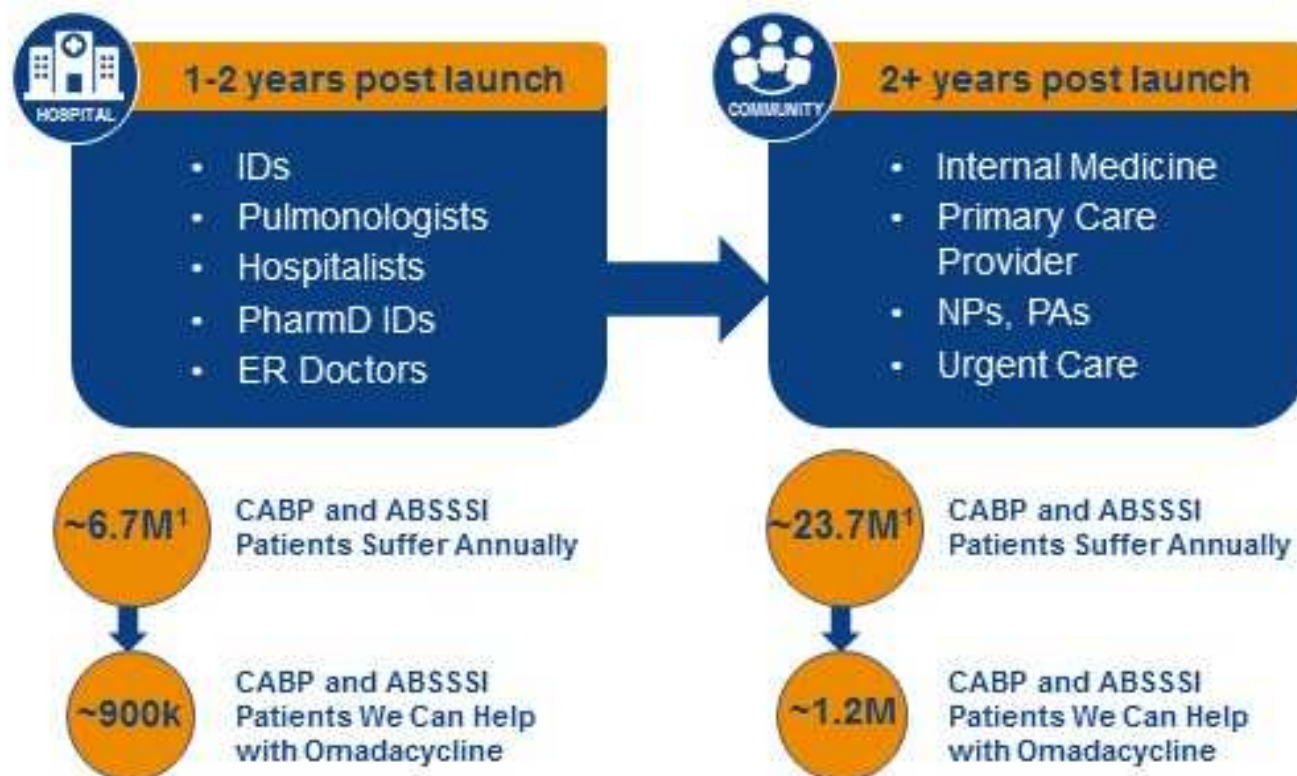 HOSPITAL
1-2 years post launch
• IDs
• Pulmonologists
• Hospitalists
• PharmD IDs
• ER Doctors
~6.7M¹
CABP and ABSSSI
Patients Suffer Annually
~900k
CABP and ABSSSI
Patients We Can Help
with Omadacycline
COMMUNITY
2+ years post launch
• Internal Medicine
• Primary Care
Provider
• NPs, PAs
• Urgent Care
~23.7M¹
CABP and ABSSSI
Patients Suffer Annually
~1.2M
CABP and ABSSSI
Patients We Can Help
with Omadacycline